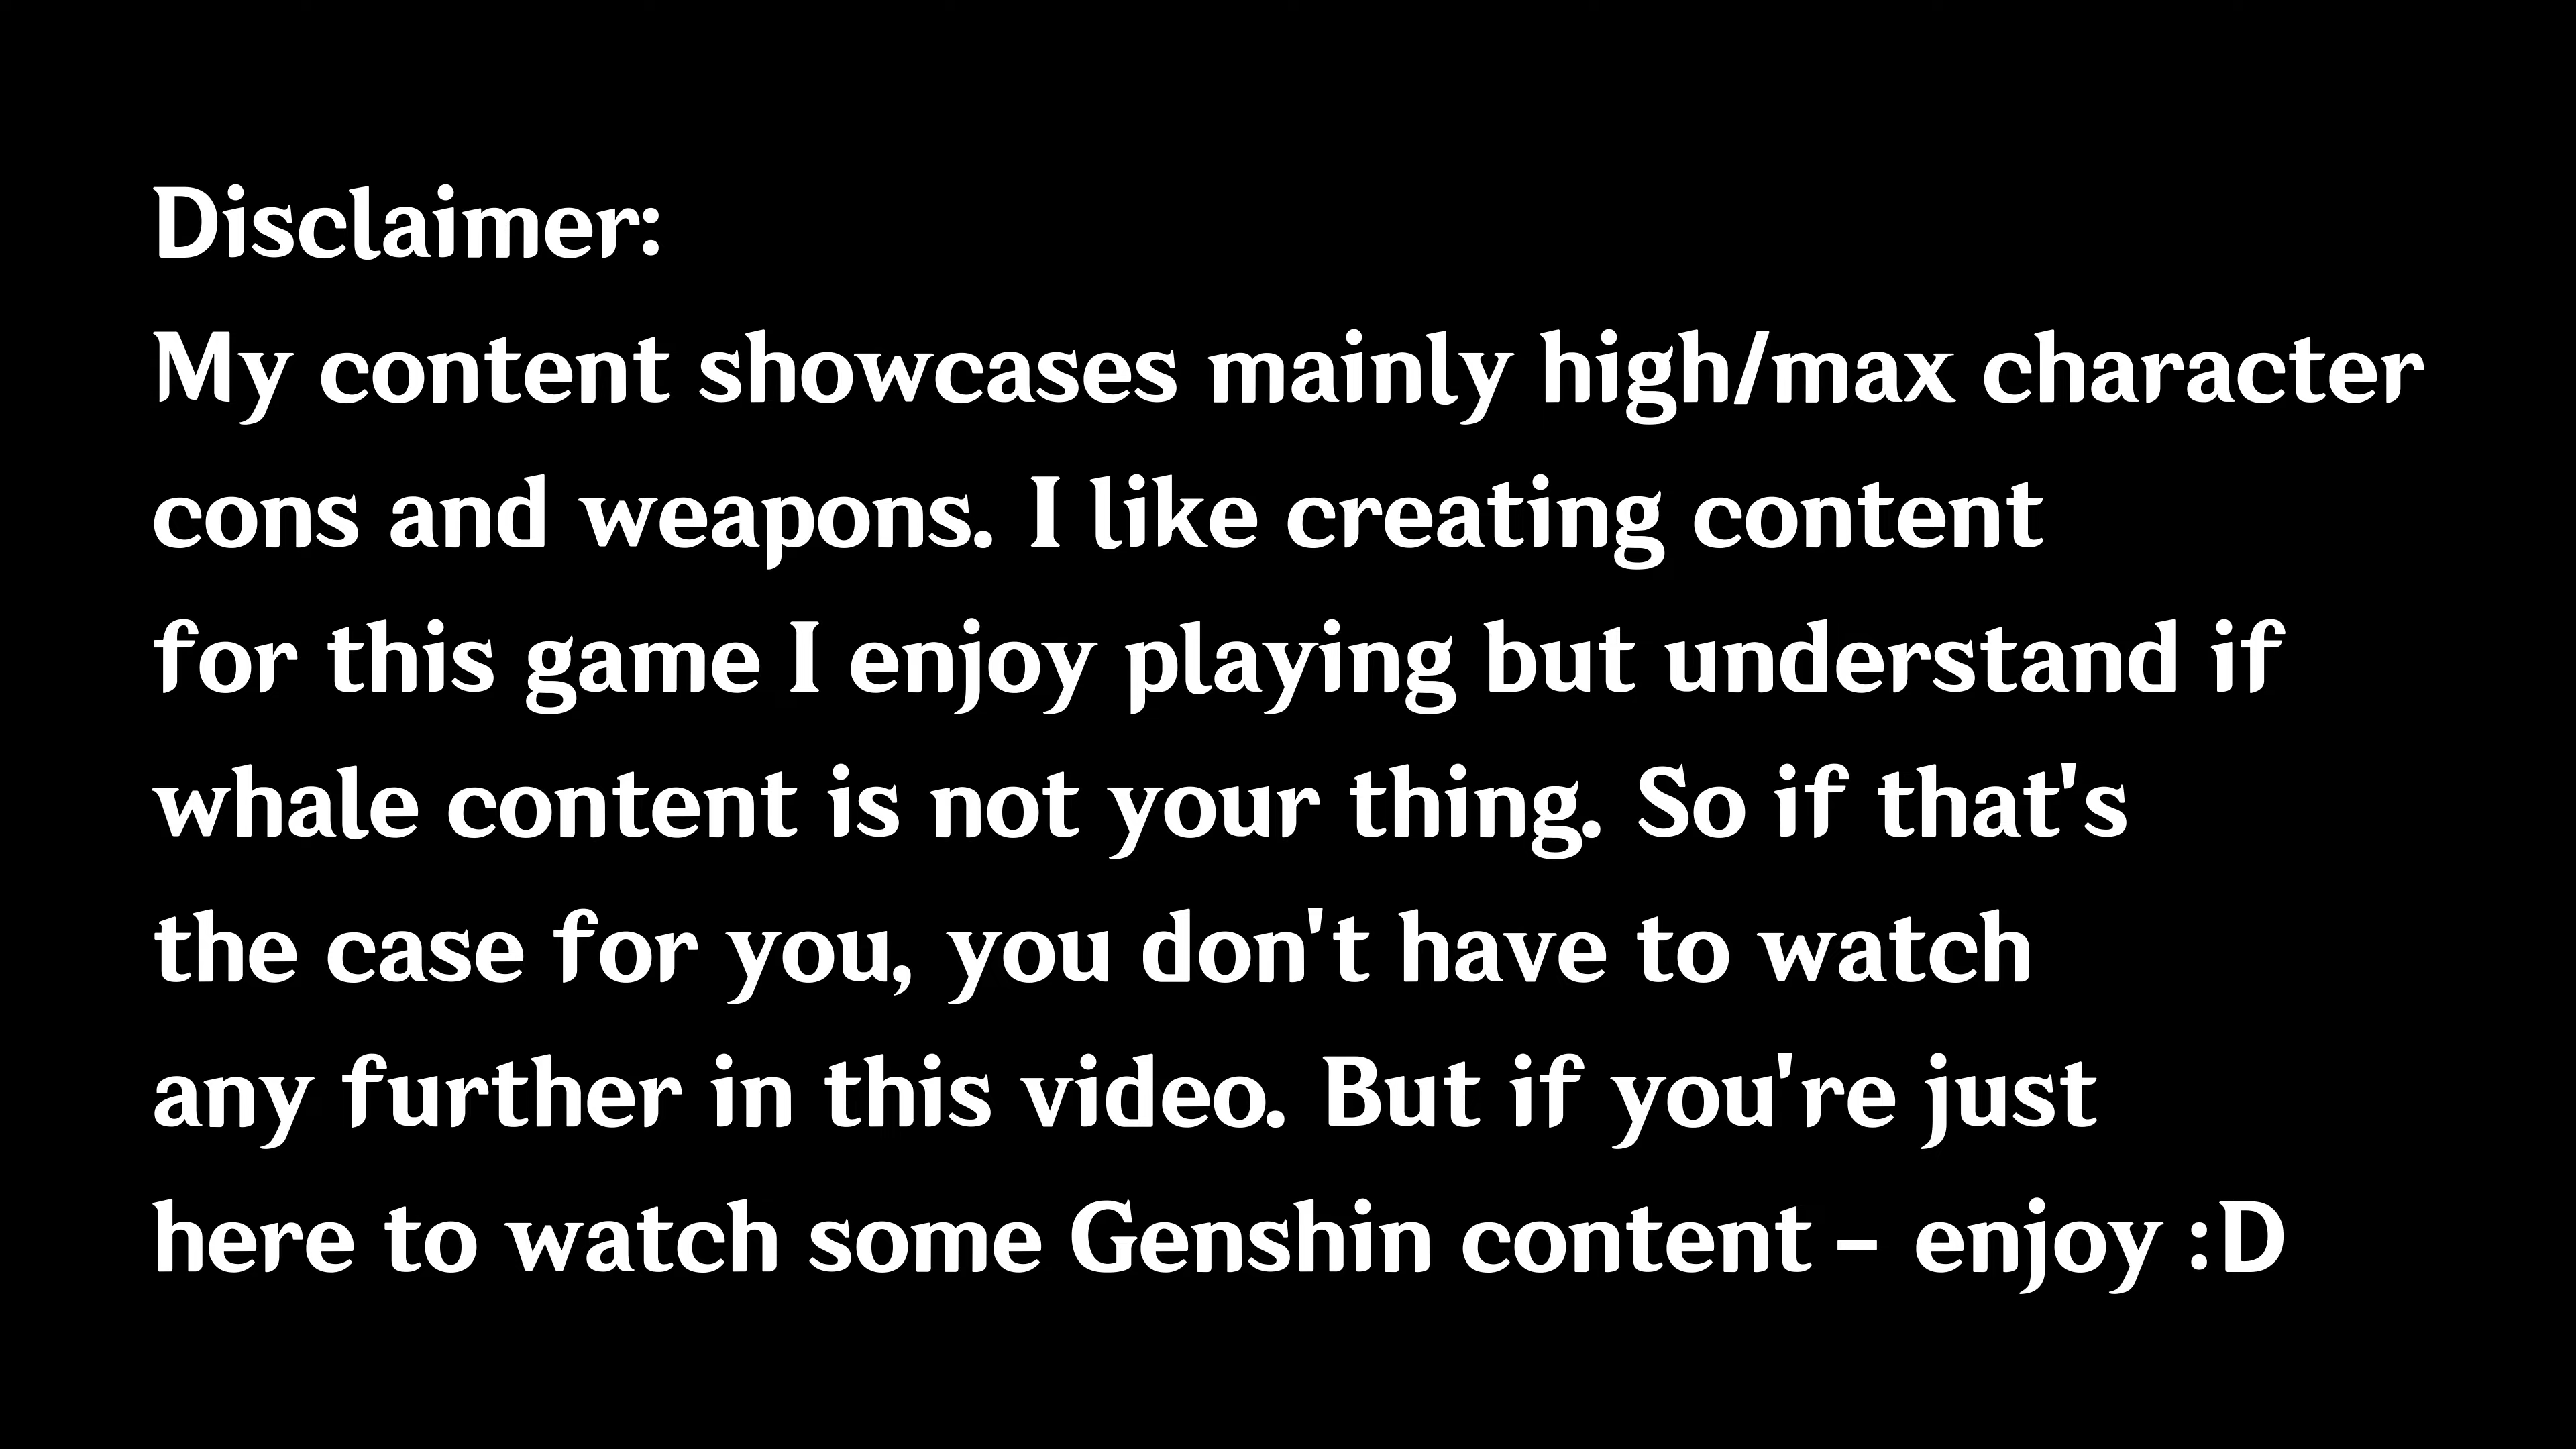 Disclaimer:
My content showcases mainly high/max character
cons and weapons. I like creating content
for this game I enjoy playing but understand if
whale content is not your thing. So if that's
the case for you, you don't have to watch
any further in this video. But if you're just
here to watch some Genshin content – enjoy :D